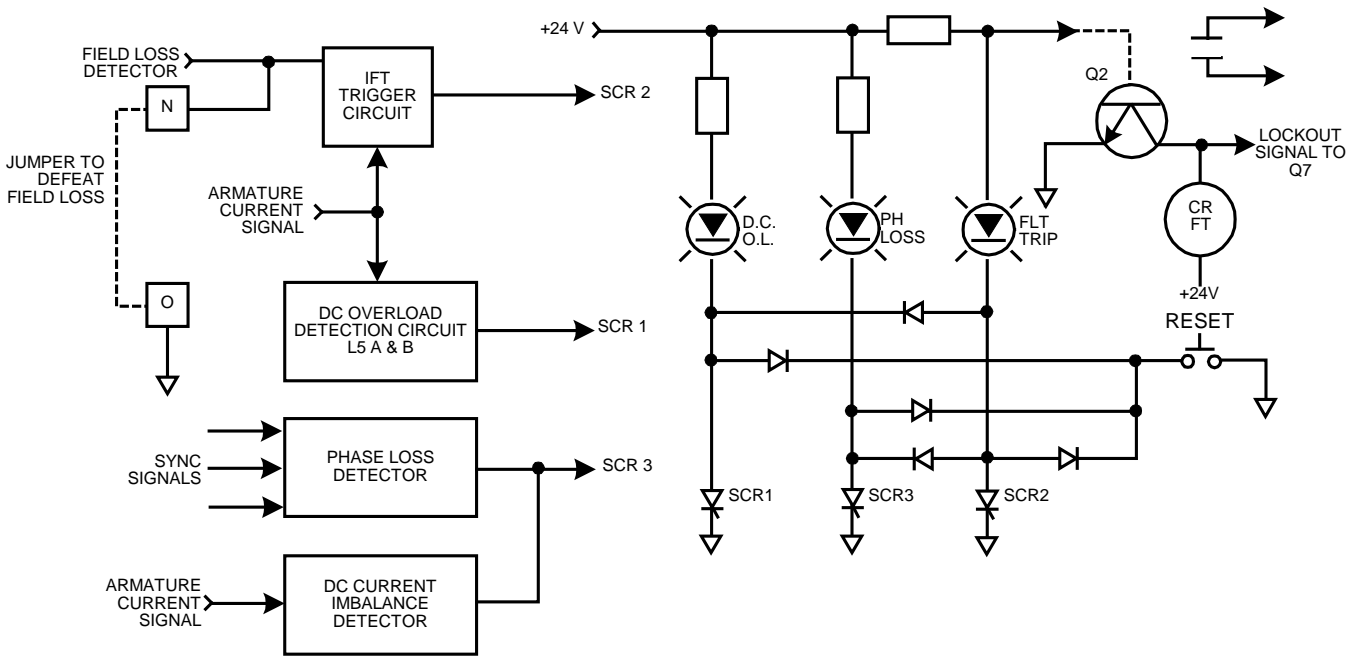 FIELD LOSS
DETECTOR
N
JUMPER TO
DEFEAT
FIELD LOSS
O
IFT
TRIGGER
CIRCUIT
SCR 2
ARMATURE
CURRENT
SIGNAL
DC OVERLOAD
DETECTION CIRCUIT
L5 A & B
SCR 1
SYNC
SIGNALS
PHASE LOSS
DETECTOR
SCR 3
ARMATURE
CURRENT
SIGNAL
DC CURRENT
IMBALANCE
DETECTOR
+24 V
Q2
LOCKOUT
SIGNAL TO
Q7
D.C.
O.L.
PH
LOSS
FLT
TRIP
CR
FT
+24V
RESET
SCR1
SCR3
SCR2